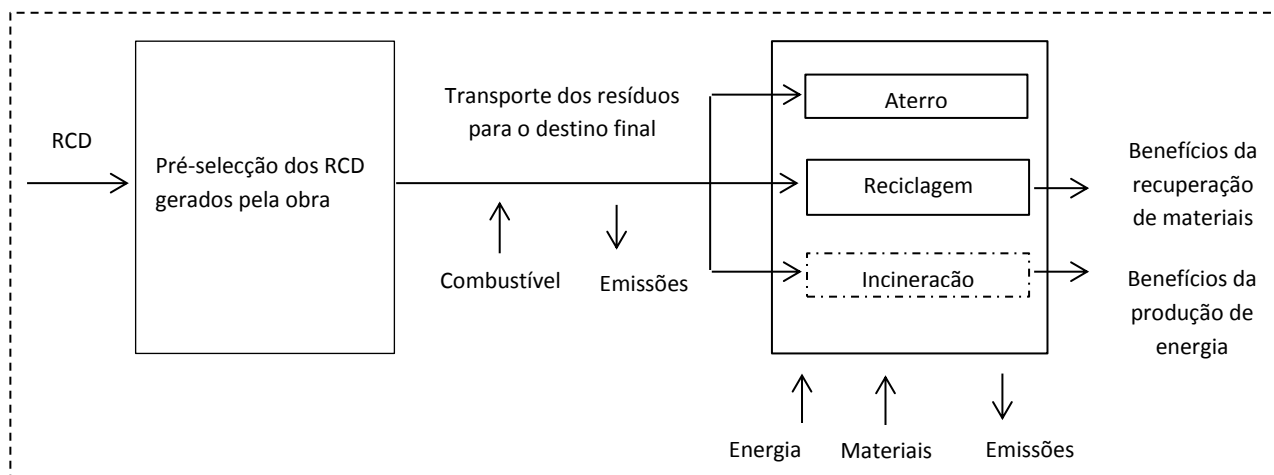 RCD
Pré-selecção dos RCD
gerados pela obra
Transporte dos resíduos
para o destino final
Combustível
Emissões
Aterro
Reciclagem
Incineracão
Benefícios da
recuperação
de materiais
Benefícios da
produção de
energia
Energia
Materiais
Emissões